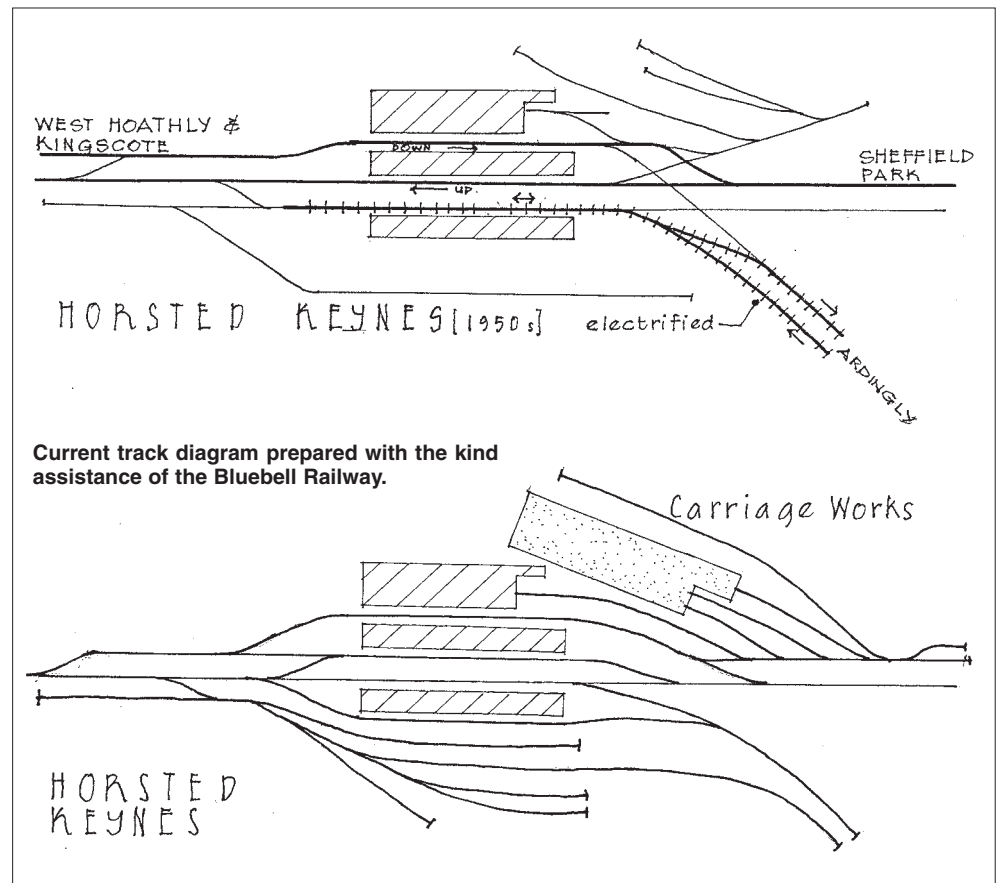 WEST HOATHLY &
KINGSCOTE
DOWN
SHEFFIELD
PARK
UP
HORSTED KEYNES [1950s]
electrified
ARDINGLY
Current track diagram prepared with the kind
assistance of the Bluebell Railway.
Carriage Works
HORSTED
KEYNES